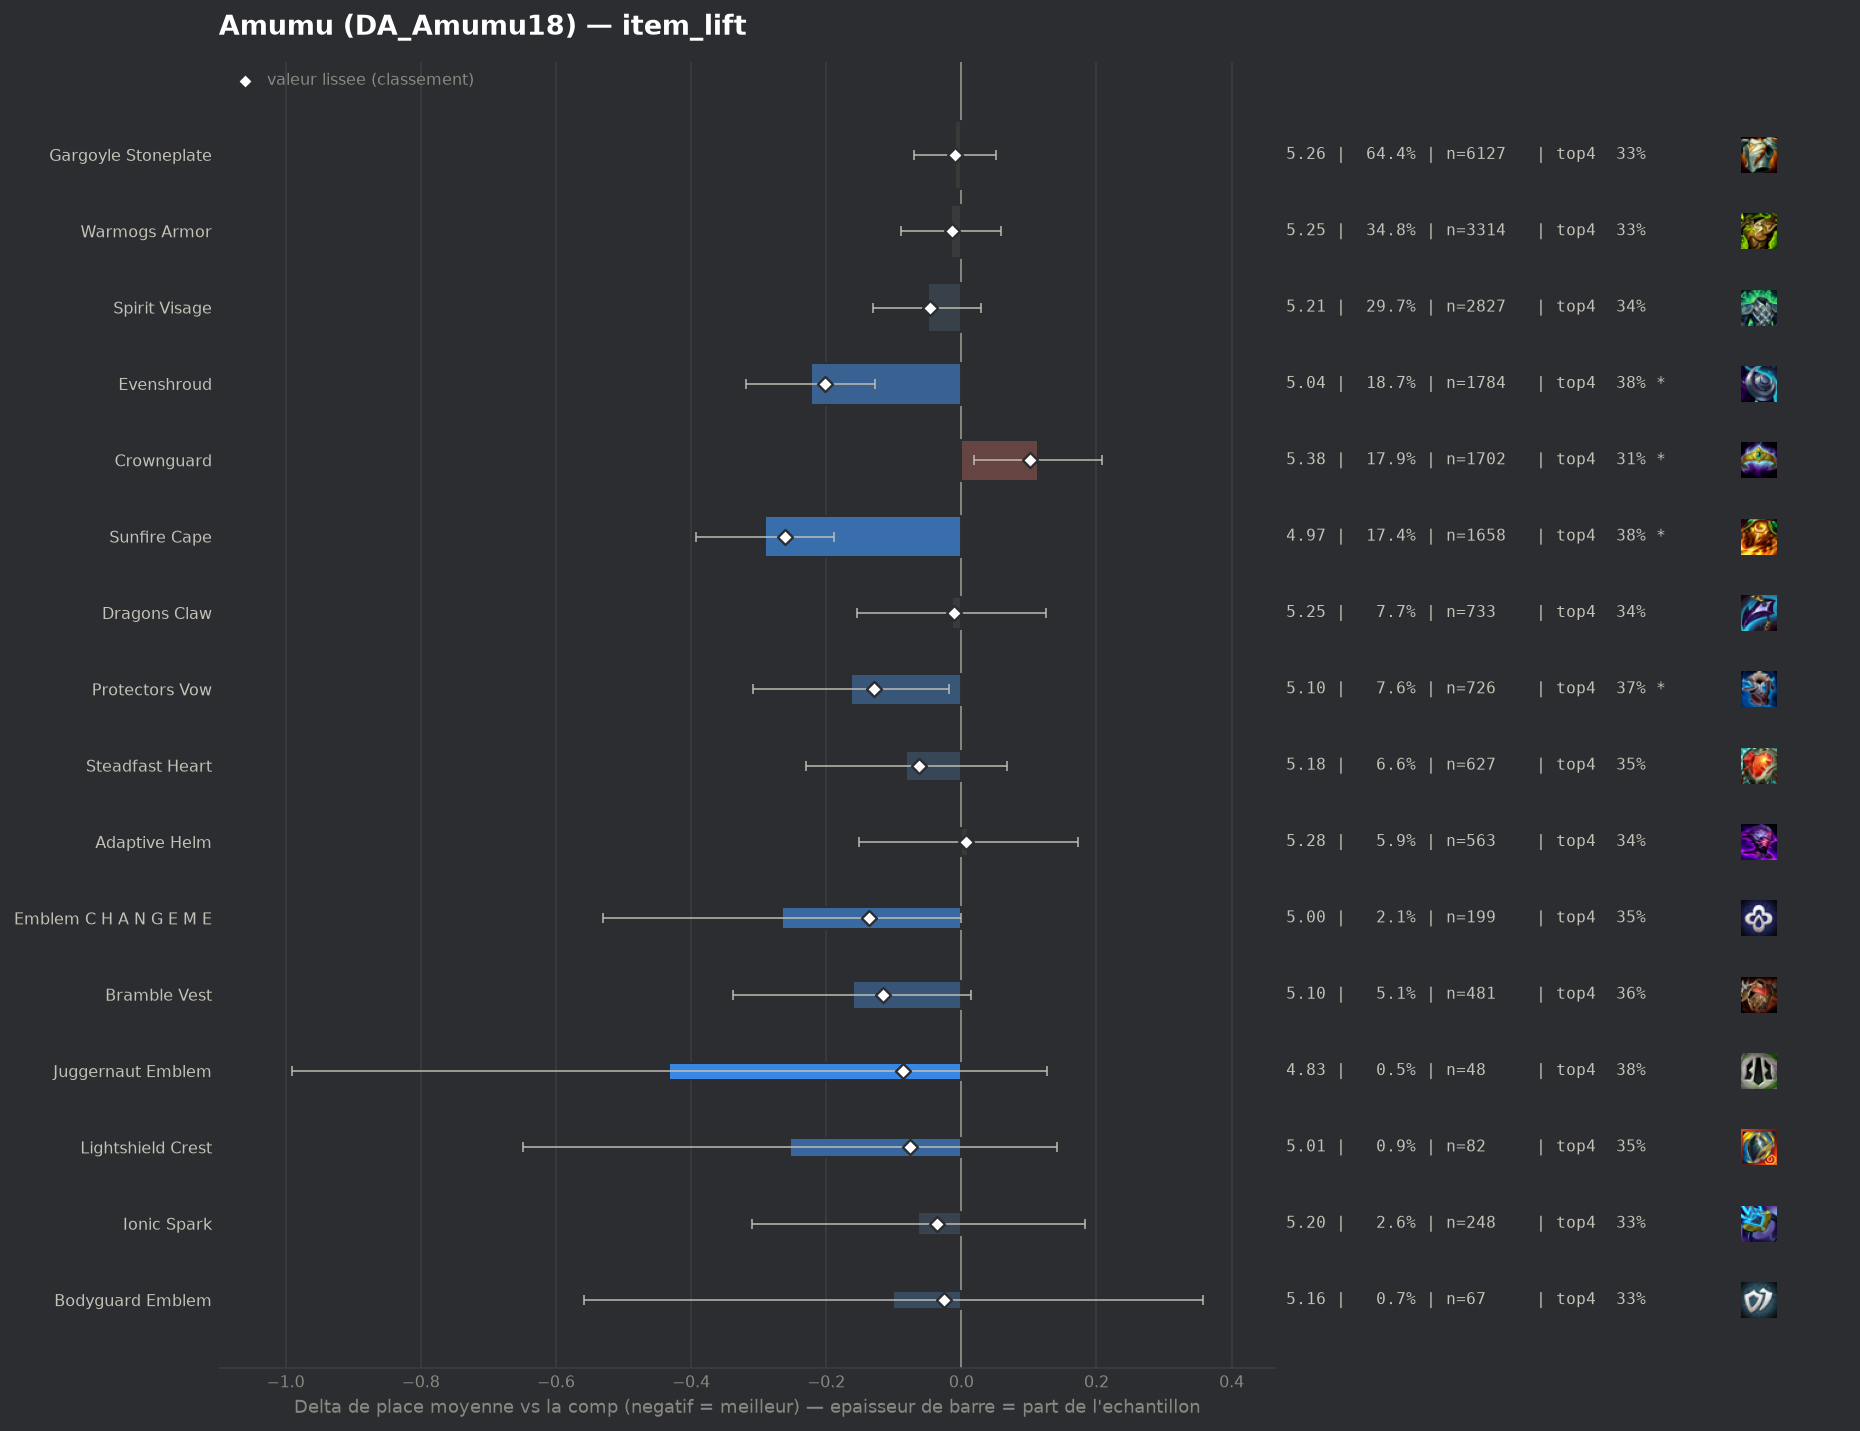 Amumu (DA_Amumu18) — item_lift
valeur lissee (classement)
Gargoyle Stoneplate 5.26 | 64.4% | n=6127 | top4 33%
Warmogs Armor 5.25 | 34.8% | n=3314 | top4 33%
Spirit Visage 5.21 | 29.7% | n=2827 | top4 34%
Evenshroud 5.04 | 18.7% | n=1784 | top4 38% *
Crownguard 5.38 | 17.9% | n=1702 | top4 31% *
Sunfire Cape 4.97 | 17.4% | n=1658 | top4 38% *
Dragons Claw 5.25 | 7.7% | n=733 | top4 34%
Protectors Vow 5.10 | 7.6% | n=726 | top4 37% *
Steadfast Heart 5.18 | 6.6% | n=627 | top4 35%
Adaptive Helm 5.28 | 5.9% | n=563 | top4 34%
Emblem C H A N G E M E 5.00 | 2.1% | n=199 | top4 35%
Bramble Vest 5.10 | 5.1% | n=481 | top4 36%
Juggernaut Emblem 4.83 | 0.5% | n=48 | top4 38%
Lightshield Crest 5.01 | 0.9% | n=82 | top4 35%
Ionic Spark 5.20 | 2.6% | n=248 | top4 33%
Bodyguard Emblem 5.16 | 0.7% | n=67 | top4 33%
−1.0 −0.8 −0.6 −0.4 −0.2 0.0 0.2 0.4
Delta de place moyenne vs la comp (negatif = meilleur) — epaisseur de barre = part de l'echantillon